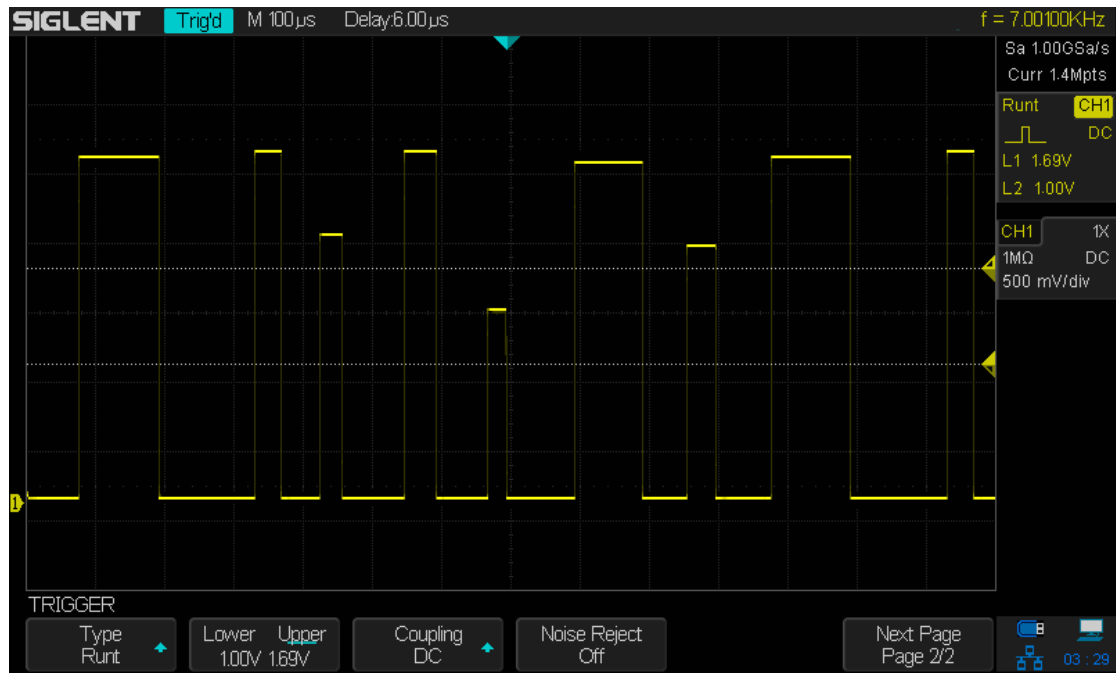 SIGLENT Trig'd M 100µs Delay:6.00µs f = 7.00100KHz
Sa 1.00GSa/s
Curr 1.4Mpts
Runt CH1
DC
L1 1.69V
L2 1.00V
CH1 1X
1MΩ DC
500 mV/div
1
TRIGGER
Type
Runt
Lower Upper
1.00V 1.69V
Coupling
DC
Noise Reject
Off
Next Page
Page 2/2
03 : 29